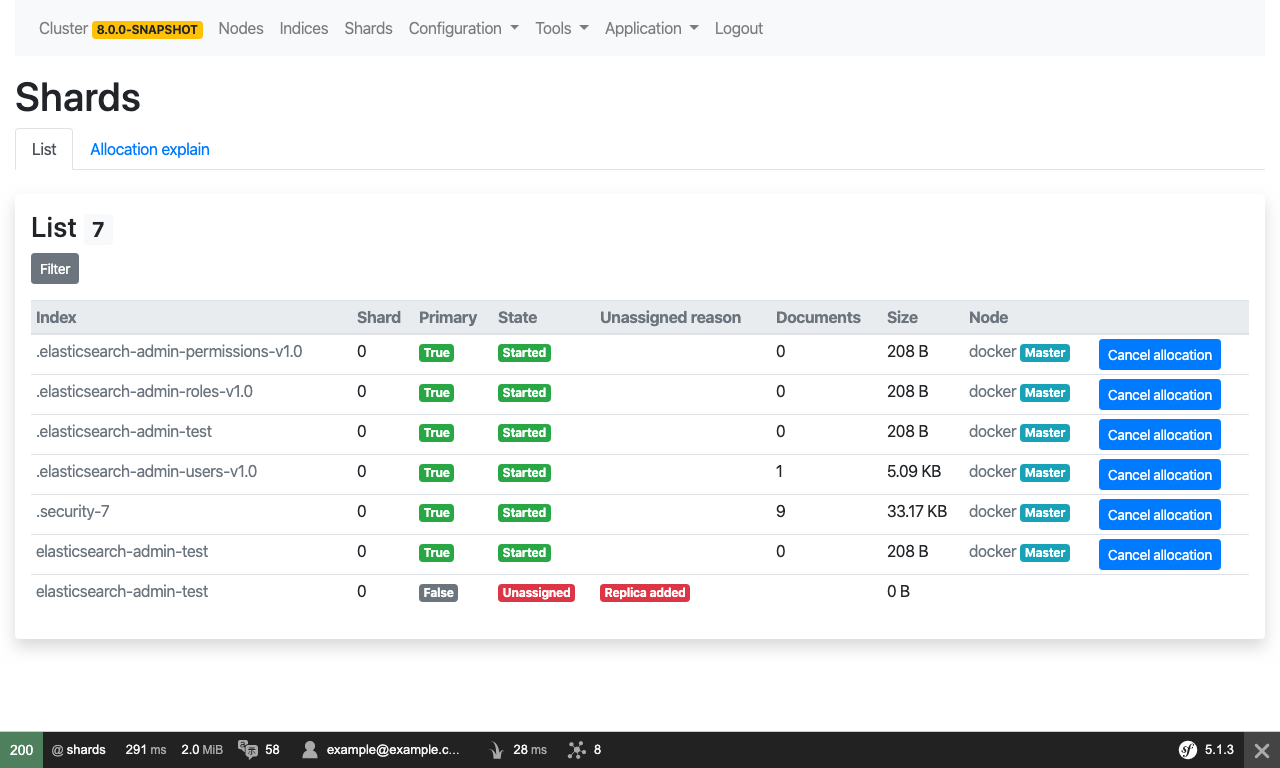 Cluster 8.0.0-SNAPSHOT Nodes Indices Shards Configuration Tools Application Logout
Shards
List Allocation explain
List 7
Filter
Index Shard Primary State Unassigned reason Documents Size Node
.elasticsearch-admin-permissions-v1.0 0 True Started 0 208 B docker Master Cancel allocation
.elasticsearch-admin-roles-v1.0 0 True Started 0 208 B docker Master Cancel allocation
.elasticsearch-admin-test 0 True Started 0 208 B docker Master Cancel allocation
.elasticsearch-admin-users-v1.0 0 True Started 1 5.09 KB docker Master Cancel allocation
.security-7 0 True Started 9 33.17 KB docker Master Cancel allocation
elasticsearch-admin-test 0 True Started 0 208 B docker Master Cancel allocation
elasticsearch-admin-test 0 False Unassigned Replica added 0 B
200 @ shards 291 ms 2.0 MiB 58 example@example.c... 28 ms 8 sf 5.1.3